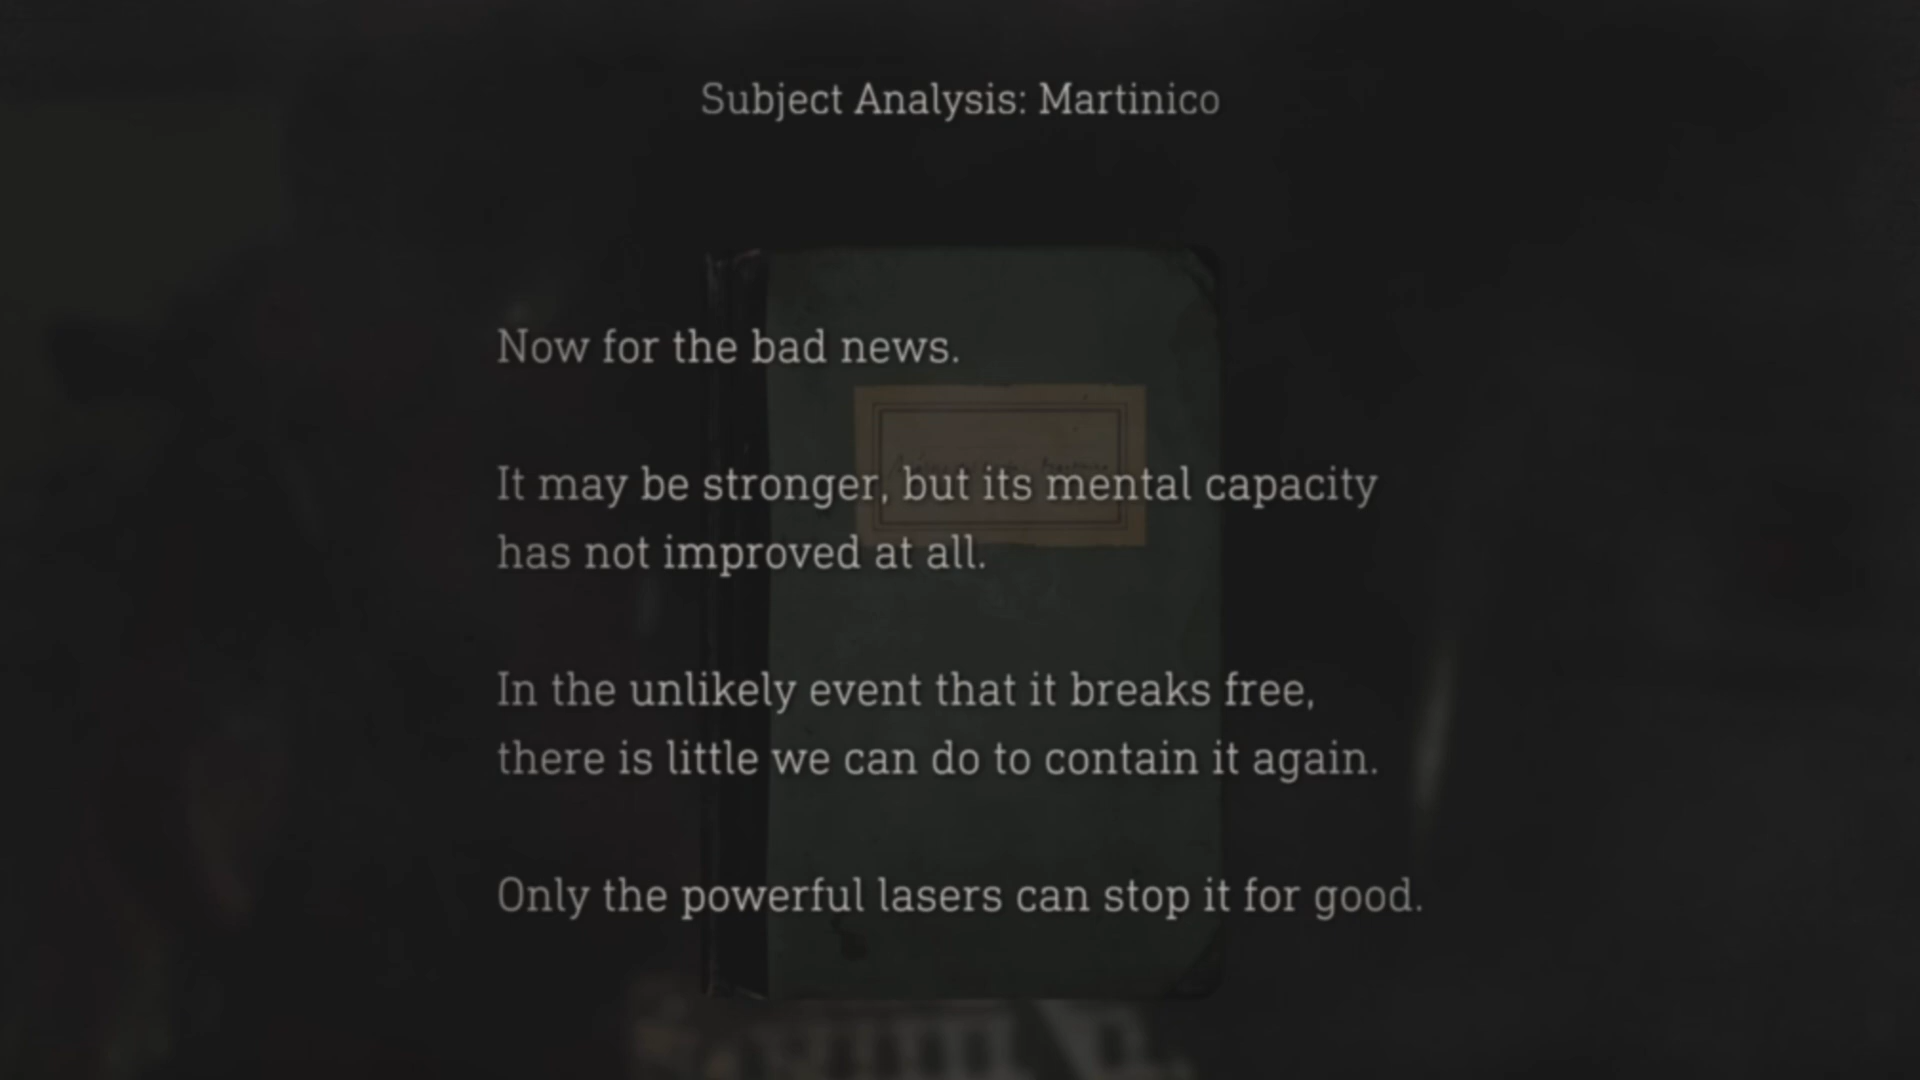 Subject Analysis: Martinico
Now for the bad news.
It may be stronger, but its mental capacity
has not improved at all.
In the unlikely event that it breaks free,
there is little we can do to contain it again.
Only the powerful lasers can stop it for good.